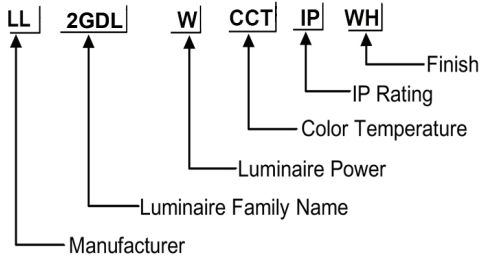 LL 2GDL W CCT IP WH
Finish
IP Rating
Color Temperature
Luminaire Power
Luminaire Family Name
Manufacturer